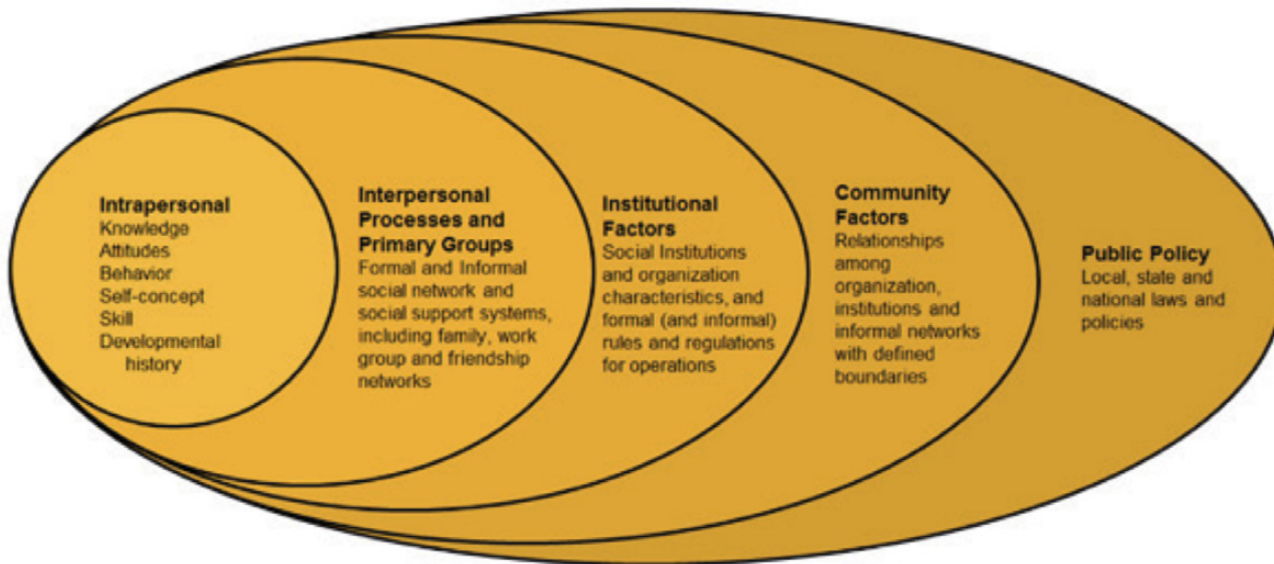 Intrapersonal
Knowledge
Attitudes
Behavior
Self-concept
Skill
Developmental
history
Interpersonal
Processes and
Primary Groups
Formal and Informal
social network and
social support systems,
including family, work
group and friendship
networks
Institutional
Factors
Social Institutions
and organization
characteristics, and
formal (and informal)
rules and regulations
for operations
Community
Factors
Relationships
among
organization,
institutions and
informal networks
with defined
boundaries
Public Policy
Local, state and
national laws and
policies